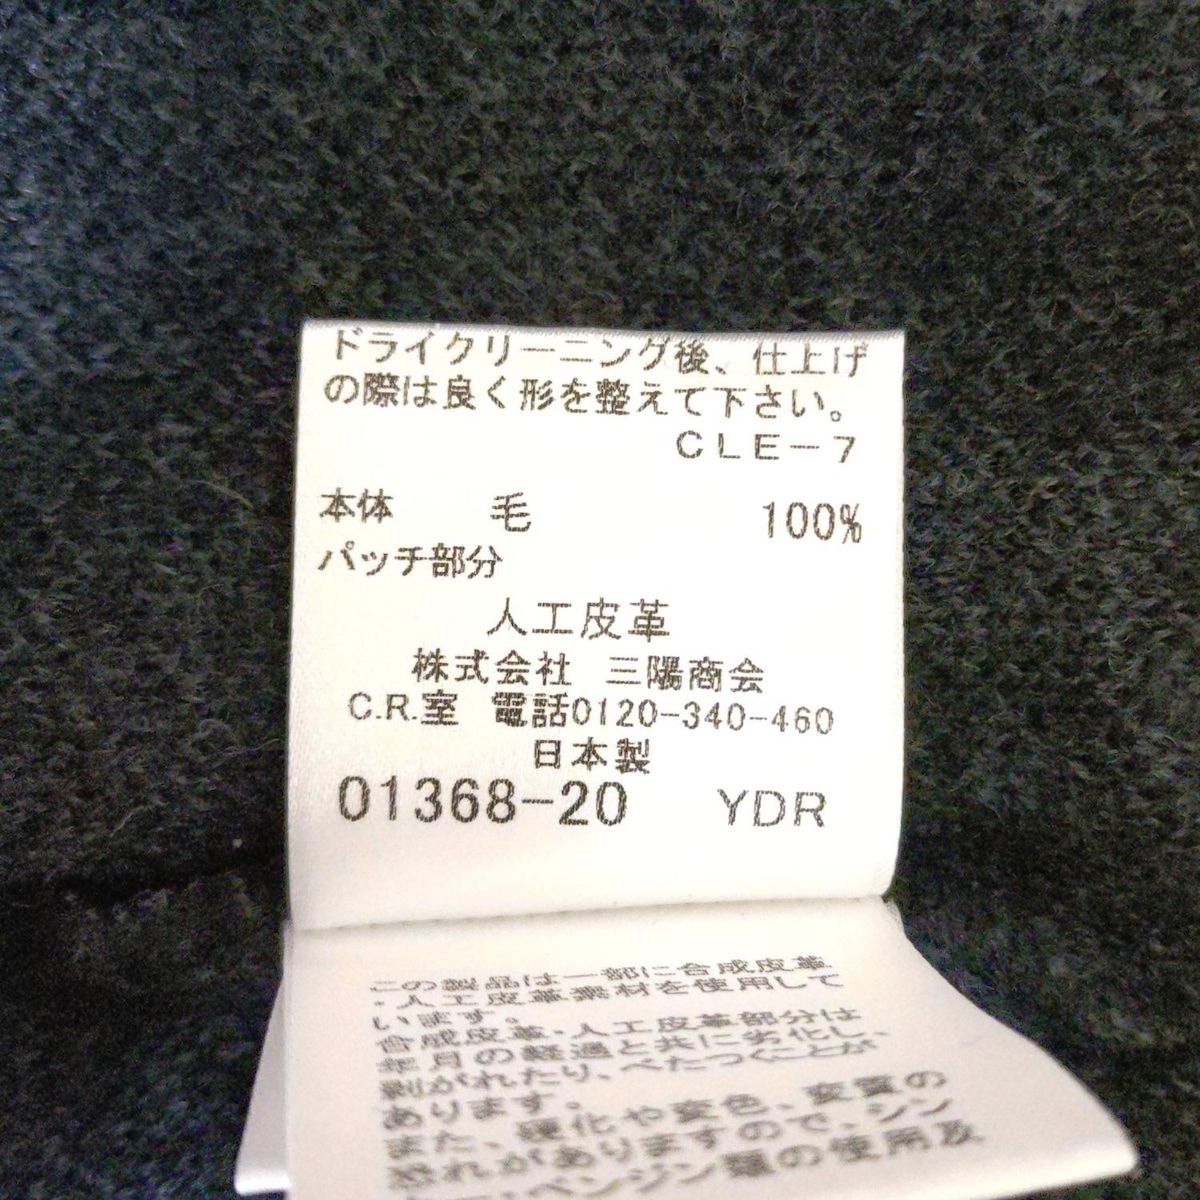 ドライクリーニング後、仕上げ
の際は良く形を整えて下さい。
CLE-7
本体 毛 100%
パッチ部分
人工皮革
株式会社 三陽商会
C.R.室 電話0120-340-460
日本製
01368-20 YDR
この製品は一部に合成皮革
・人工皮革素材を使用して
います。
合成皮革・人工皮革部分は
年月の経過と共に劣化し、
剥がれたり、べたつくことが
あります。
また、硬化や変色、変質の
恐れがありますので、シン
ベンジン類の使用及